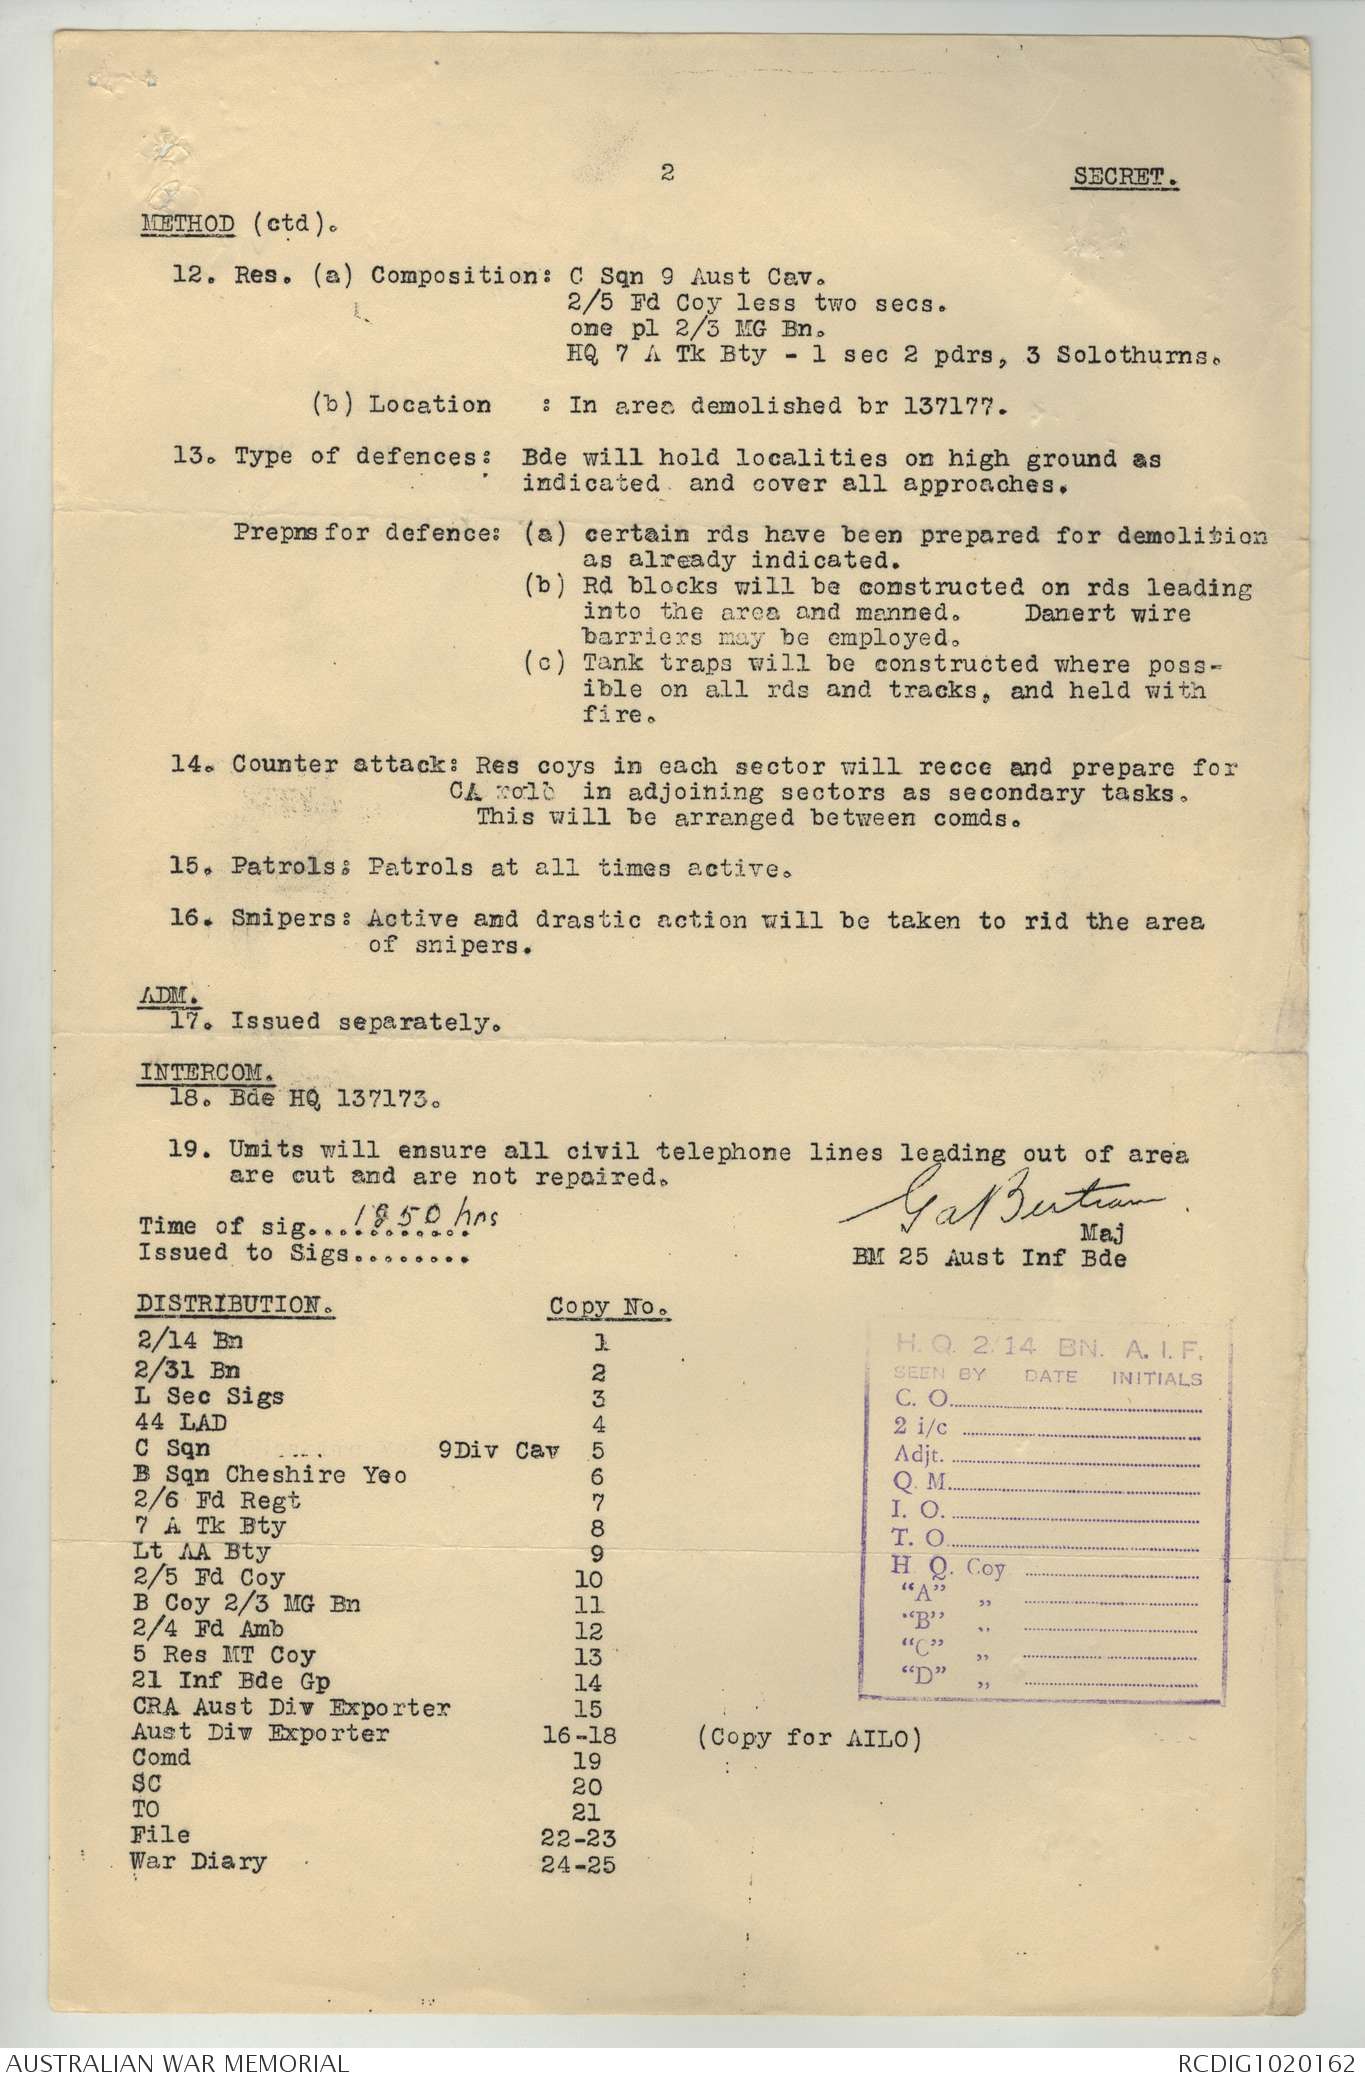 2
SECRET.
METHOD (ctd).
12. Res. (a) Composition: C Sqn 9 Aust Cav.
2/5 Fd Coy less two secs.
one pl 2/3 MG Bn.
HQ 7 A Tk Bty - 1 sec 2 pdrs, 3 Solothurns.
(b) Location : In area demolished br 137177.
13. Type of defences: Bde will hold localities on high ground as
indicated and cover all approaches.
Prepns for defence: (a) certain rds have been prepared for demolition
as already indicated.
(b) Rd blocks will be constructed on rds leading
into the area and manned. Danert wire
barriers may be employed.
(c) Tank traps will be constructed where poss-
ible on all rds and tracks, and held with
fire.
14. Counter attack: Res coys in each sector will recce and prepare for
CA role in adjoining sectors as secondary tasks.
This will be arranged between comds.
15. Patrols: Patrols at all times active.
16. Snipers: Active and drastic action will be taken to rid the area
of snipers.
ADM.
17. Issued separately.
INTERCOM.
18. Bde HQ 137173.
19. Units will ensure all civil telephone lines leading out of area
are cut and are not repaired.
Time of sig....1850 hrs
Issued to Sigs........
GA Bertram
Maj
BM 25 Aust Inf Bde
DISTRIBUTION. Copy No.
2/14 Bn 1
2/31 Bn 2
L Sec Sigs 3
44 LAD 4
C Sqn 9Div Cav 5
B Sqn Cheshire Yeo 6
2/6 Fd Regt 7
7 A Tk Bty 8
Lt AA Bty 9
2/5 Fd Coy 10
B Coy 2/3 MG Bn 11
2/4 Fd Amb 12
5 Res MT Coy 13
21 Inf Bde Gp 14
CRA Aust Div Exporter 15
Aust Div Exporter 16-18 (Copy for AILO)
Comd 19
SC 20
TO 21
File 22-23
War Diary 24-25
H. Q. 2/14 BN. A. I. F.
SEEN BY DATE INITIALS
C. O.
2 i/c
Adjt.
Q. M.
I. O.
T. O.
H. Q. Coy
“A” ,,
“B” ,,
“C” ,,
“D” ,,
AUSTRALIAN WAR MEMORIAL
RCDIG1020162